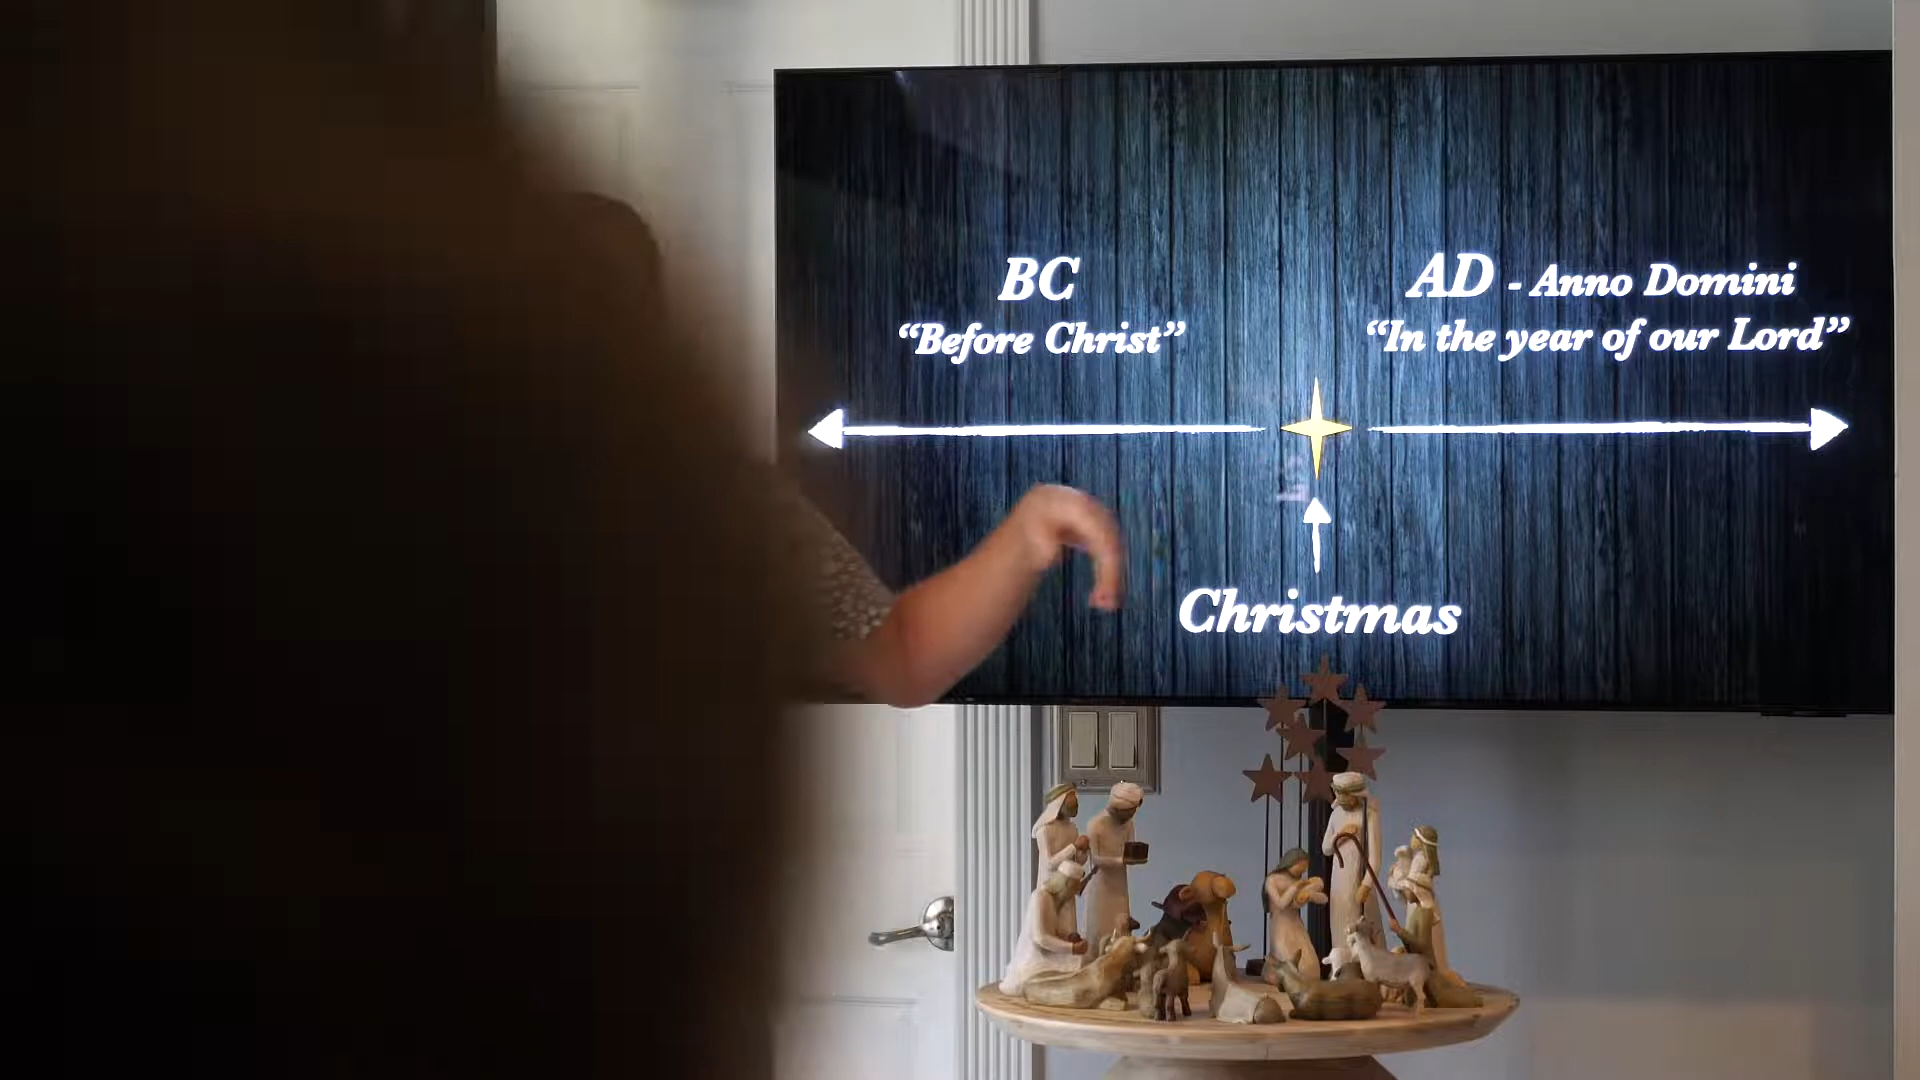 BC
“Before Christ”
AD - Anno Domini
“In the year of our Lord”
Christmas